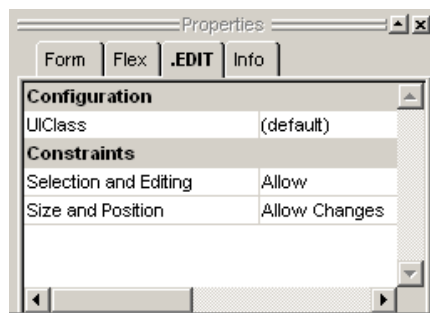 Properties
Form Flex .EDIT Info
Configuration
UIClass (default)
Constraints
Selection and Editing Allow
Size and Position Allow Changes